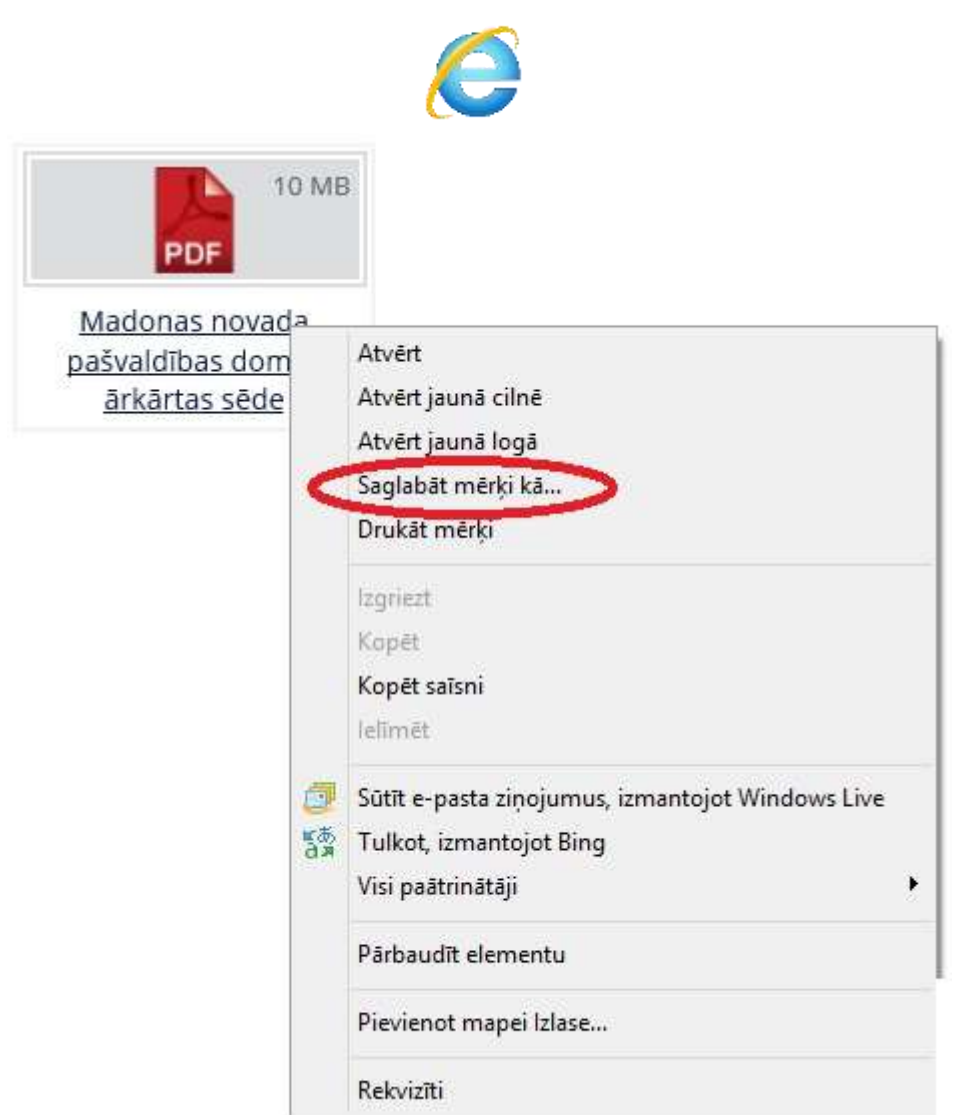 10 MB
PDF
Madonas novada
pašvaldības dom
ārkārtas sēde
Atvērt
Atvērt jaunā cilnē
Atvērt jaunā logā
Saglabāt mērķi kā...
Drukāt mērķi
Izgriezt
Kopēt
Kopēt saīsni
Ielīmēt
Sūtīt e-pasta ziņojumus, izmantojot Windows Live
Tulkot, izmantojot Bing
Visi paātrinātāji
Pārbaudīt elementu
Pievienot mapei Izlase...
Rekvizīti